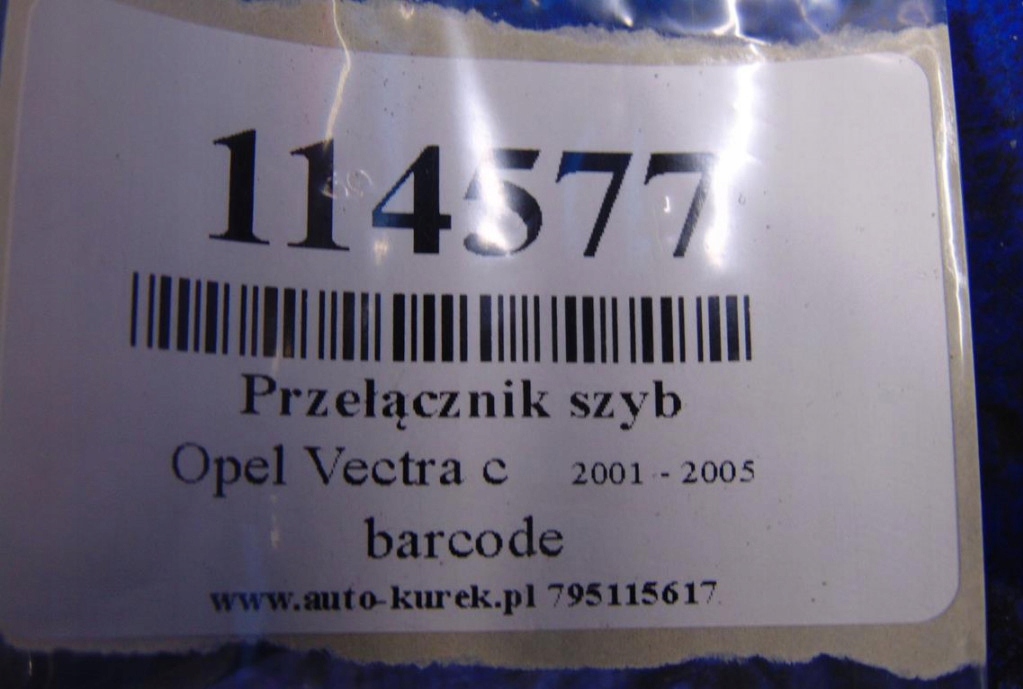 114577
Przełącznik szyb
Opel Vectra c 2001 - 2005
barcode
www.auto-kurek.pl 795115617